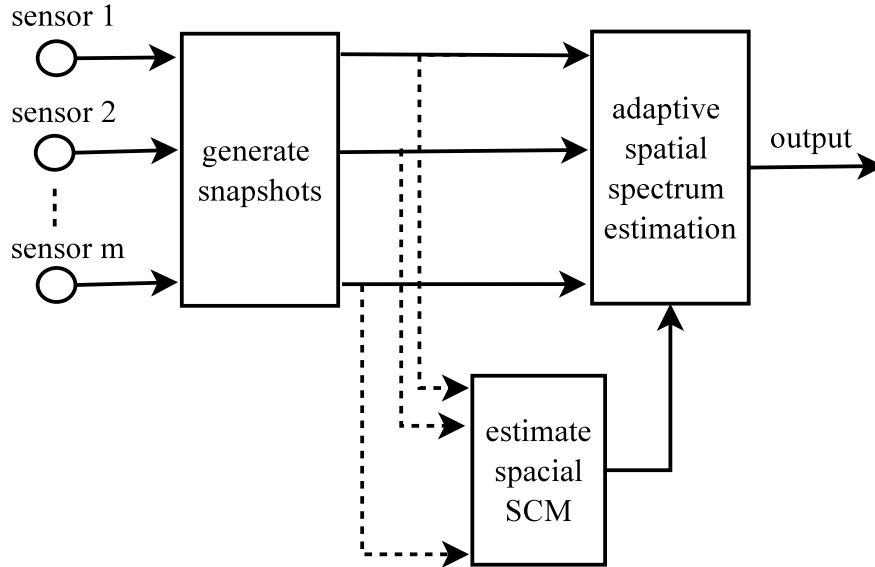 sensor 1
sensor 2
sensor m
generate
snapshots
adaptive
spatial
spectrum
estimation
output
estimate
spacial
SCM